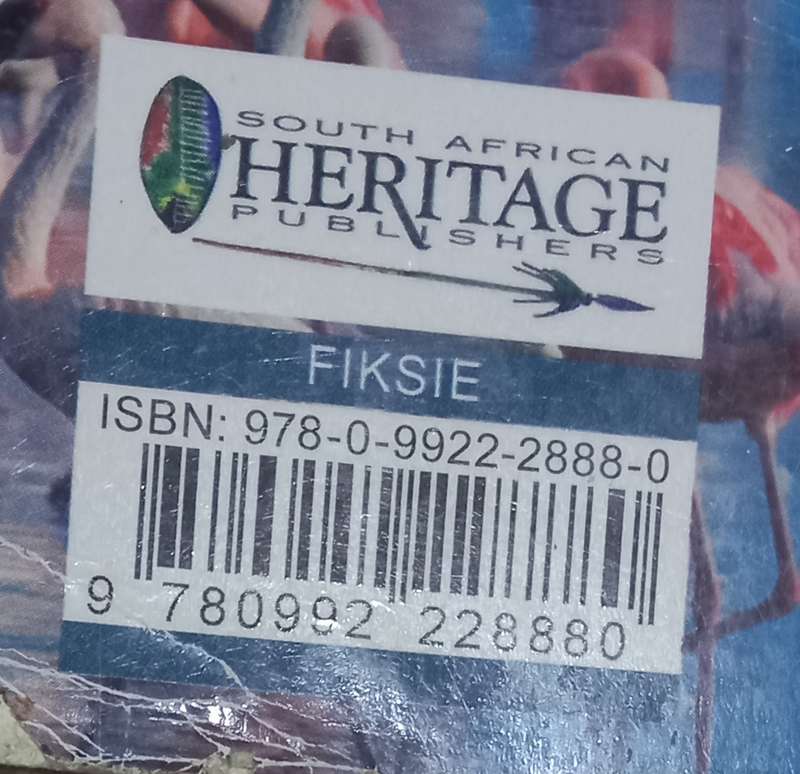 SOUTH AFRICAN
HERITAGE
PUBLISHERS
FIKSIE
ISBN: 978-0-9922-2888-0
9 780992 228880